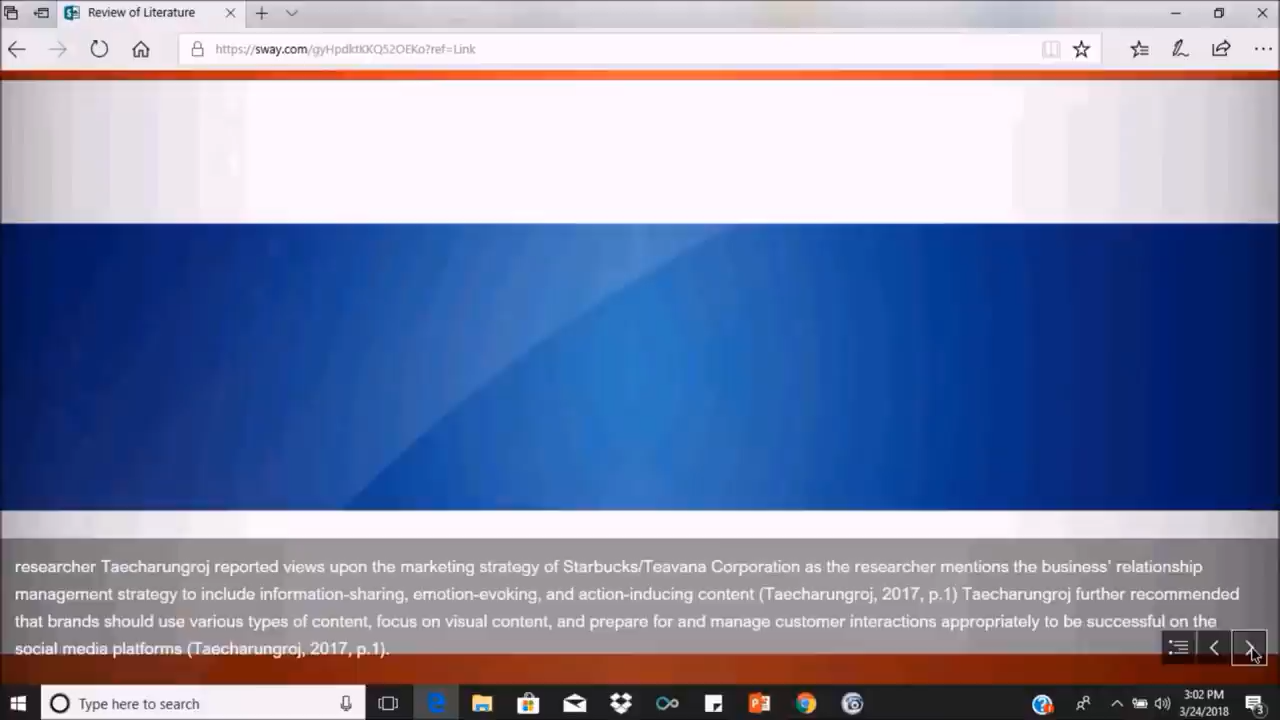 Review of Literature
https://sway.com/gyHpdktKKQ52OEKo?ref=Link
researcher Taecharungroj reported views upon the marketing strategy of Starbucks/Teavana Corporation as the researcher mentions the business' relationship
management strategy to include information-sharing, emotion-evoking, and action-inducing content (Taecharungroj, 2017, p.1) Taecharungroj further recommended
that brands should use various types of content, focus on visual content, and prepare for and manage customer interactions appropriately to be successful on the
social media platforms (Taecharungroj, 2017, p.1).
Type here to search
3:02 PM
3/24/2018
3